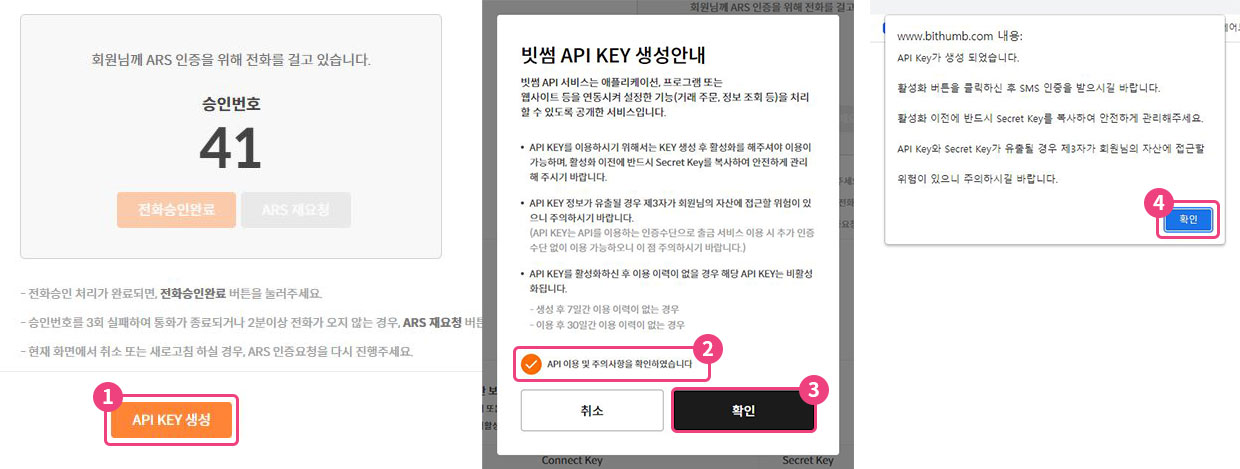 회원님께 ARS 인증을 위해 전화를 걸고 있습니다.
승인번호
41
전화승인완료
ARS 재요청
- 전화승인 처리가 완료되면, 전화승인완료 버튼을 눌러주세요.
- 승인번호를 3회 실패하여 통화가 종료되거나 2분이상 전화가 오지 않는 경우, ARS 재요청 버튼
- 현재 화면에서 취소 또는 새로고침 하실 경우, ARS 인증요청을 다시 진행주세요.
1
API KEY 생성
회원님께 ARS 인증을 위해 전화를 걸고
빗썸 API KEY 생성안내
빗썸 API 서비스는 애플리케이션, 프로그램 또는
웹사이트 등을 연동시켜 설정한 기능(거래 주문, 정보 조회 등)을 처리
할 수 있도록 공개한 서비스입니다.
• API KEY를 이용하시기 위해서는 KEY 생성 후 활성화를 해주셔야 이용이
가능하며, 활성화 이전에 반드시 Secret Key를 복사하여 안전하게 관리
해 주시기 바랍니다.
• API KEY 정보가 유출될 경우 제3자가 회원님의 자산에 접근할 위험이 있
으니 주의하시기 바랍니다.
(API KEY는 API를 이용하는 인증수단으로 출금 서비스 이용 시 추가 인증
수단 없이 이용 가능하오니 이 점 주의하시기 바랍니다.)
• API KEY를 활성화하신 후 이용 이력이 없을 경우 해당 API KEY는 비활성
화됩니다.
- 생성 후 7일간 이용 이력이 없는 경우
- 이용 후 30일간 이용 이력이 없는 경우
2
API 이용 및 주의사항을 확인하였습니다
3
취소
확인
Connect Key
Secret Key
www.bithumb.com 내용:
API Key가 생성 되었습니다.
활성화 버튼을 클릭하신 후 SMS 인증을 받으시길 바랍니다.
활성화 이전에 반드시 Secret Key를 복사하여 안전하게 관리해주세요.
API Key와 Secret Key가 유출될 경우 제3자가 회원님의 자산에 접근할
위험이 있으니 주의하시길 바랍니다.
4
확인